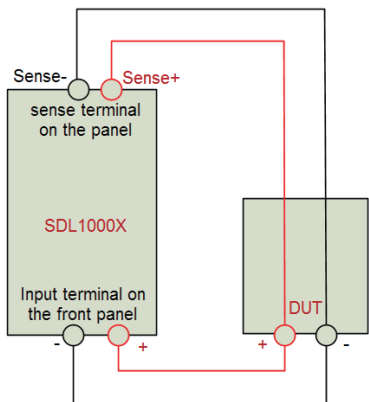 Sense-
Sense+
sense terminal
on the panel
SDL1000X
Input terminal on
the front panel
-
+
DUT
+
-